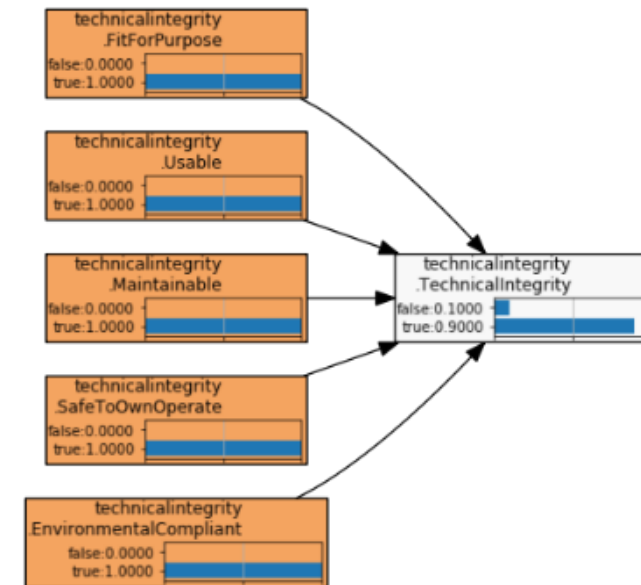 technicalintegrity
.FitForPurpose
false:0.0000
true:1.0000
technicalintegrity
.Usable
false:0.0000
true:1.0000
technicalintegrity
.Maintainable
false:0.0000
true:1.0000
technicalintegrity
.TechnicalIntegrity
false:0.1000
true:0.9000
technicalintegrity
.SafeToOwnOperate
false:0.0000
true:1.0000
technicalintegrity
.EnvironmentalCompliant
false:0.0000
true:1.0000